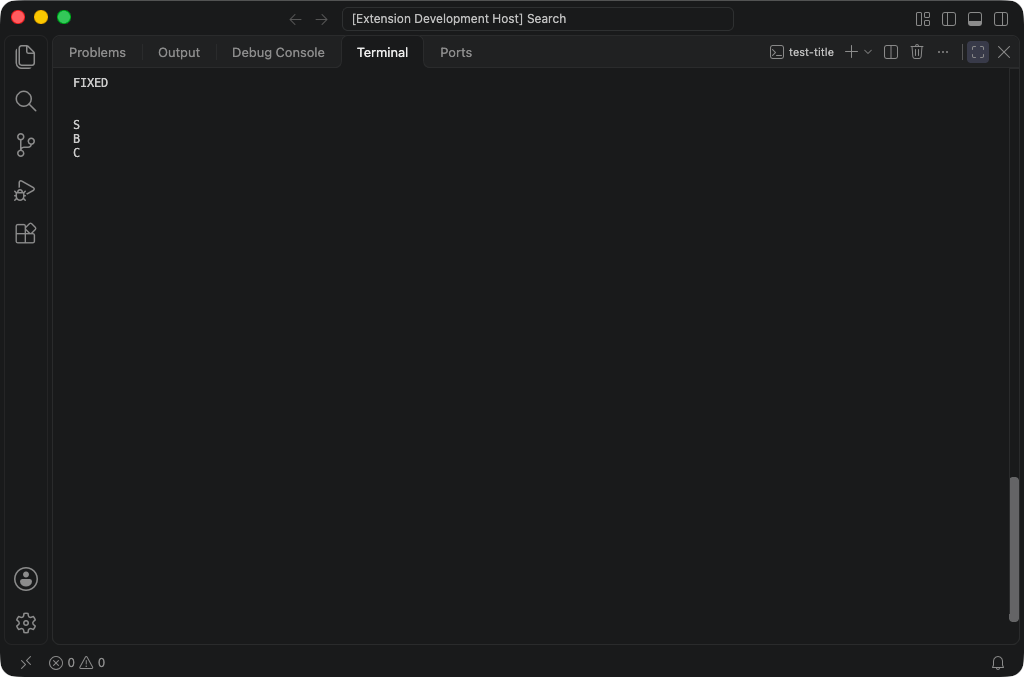 [Extension Development Host] Search
Problems
Output
Debug Console
Terminal
Ports
test-title
FIXED
S
B
C
0
0